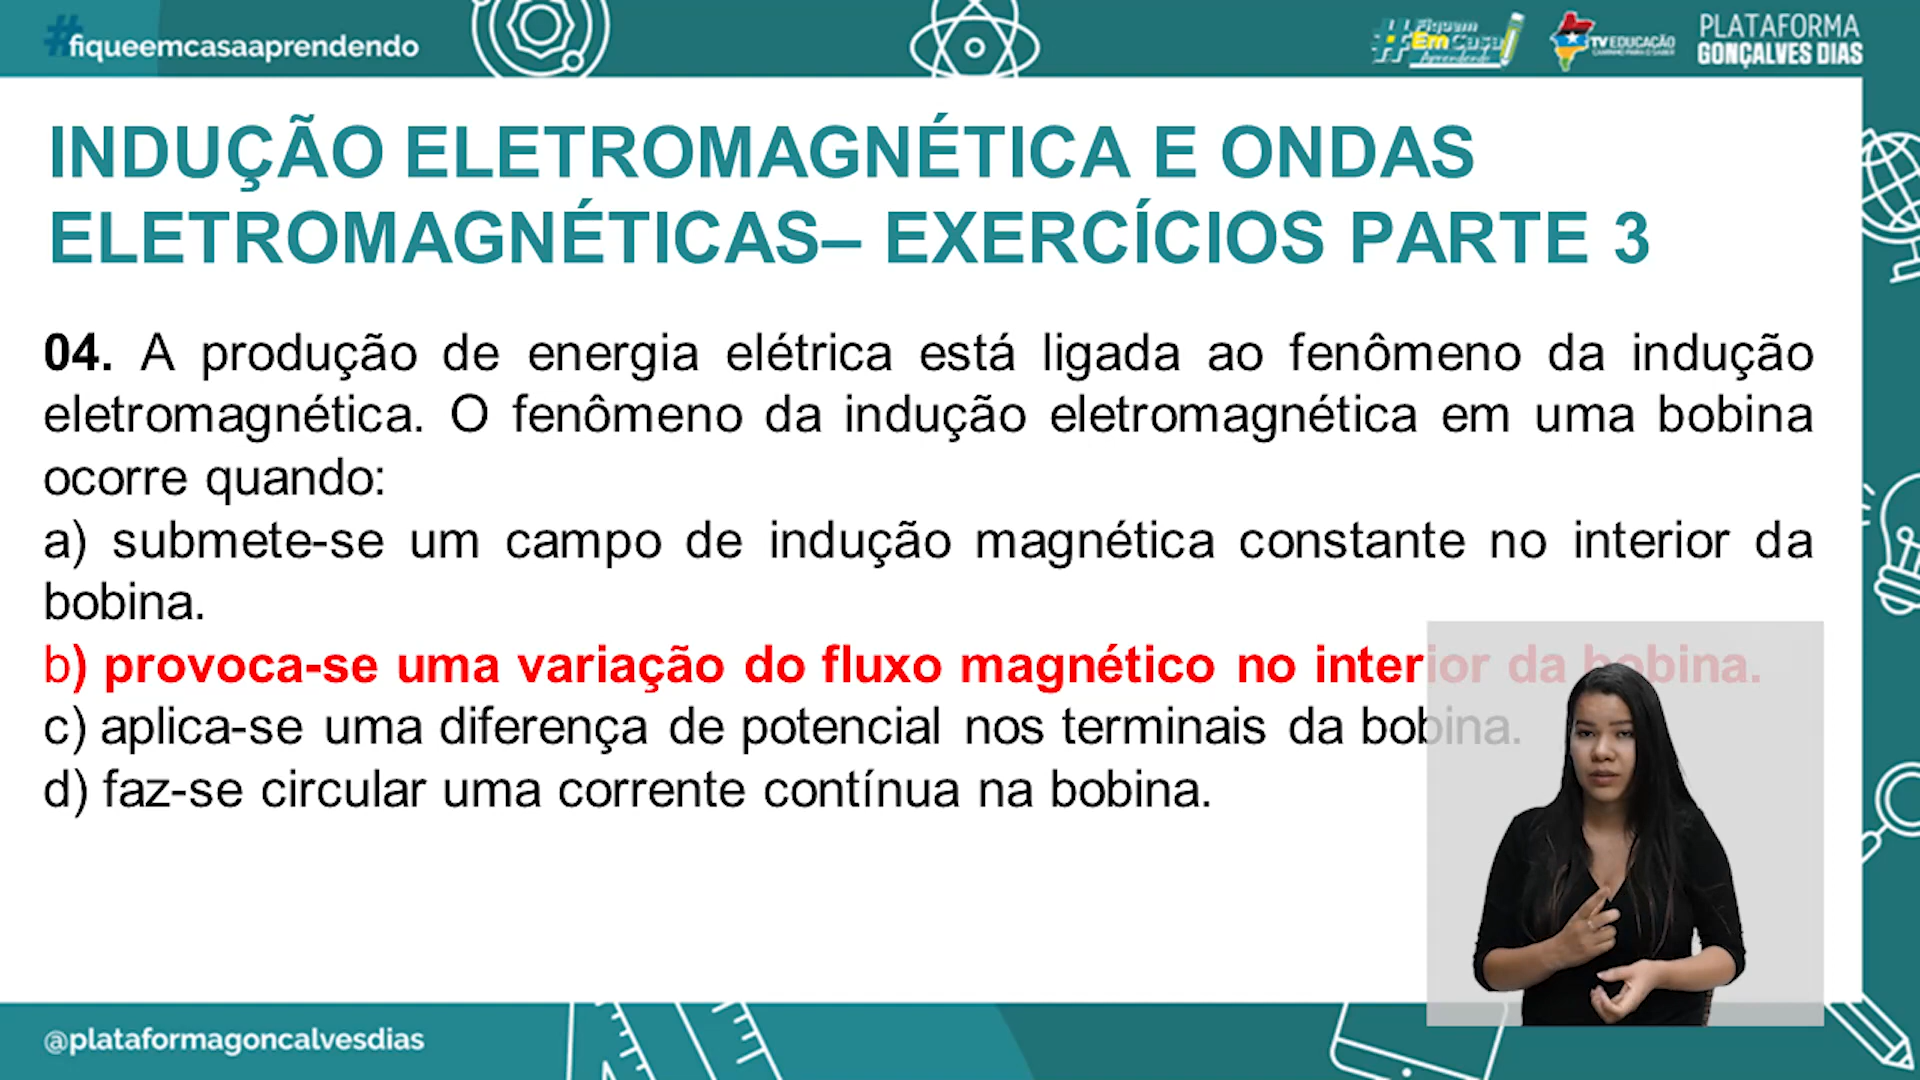 #fiqueemcasaaprendendo
#Fiquem
Em Casa
Aprendendo
TV EDUCAÇÃO
PLATAFORMA
GONÇALVES DIAS
INDUÇÃO ELETROMAGNÉTICA E ONDAS
ELETROMAGNÉTICAS– EXERCÍCIOS PARTE 3
04. A produção de energia elétrica está ligada ao fenômeno da indução
eletromagnética. O fenômeno da indução eletromagnética em uma bobina
ocorre quando:
a) submete-se um campo de indução magnética constante no interior da
bobina.
b) provoca-se uma variação do fluxo magnético no interior da bobina.
c) aplica-se uma diferença de potencial nos terminais da bobina.
d) faz-se circular uma corrente contínua na bobina.
@plataformagoncalvesdias